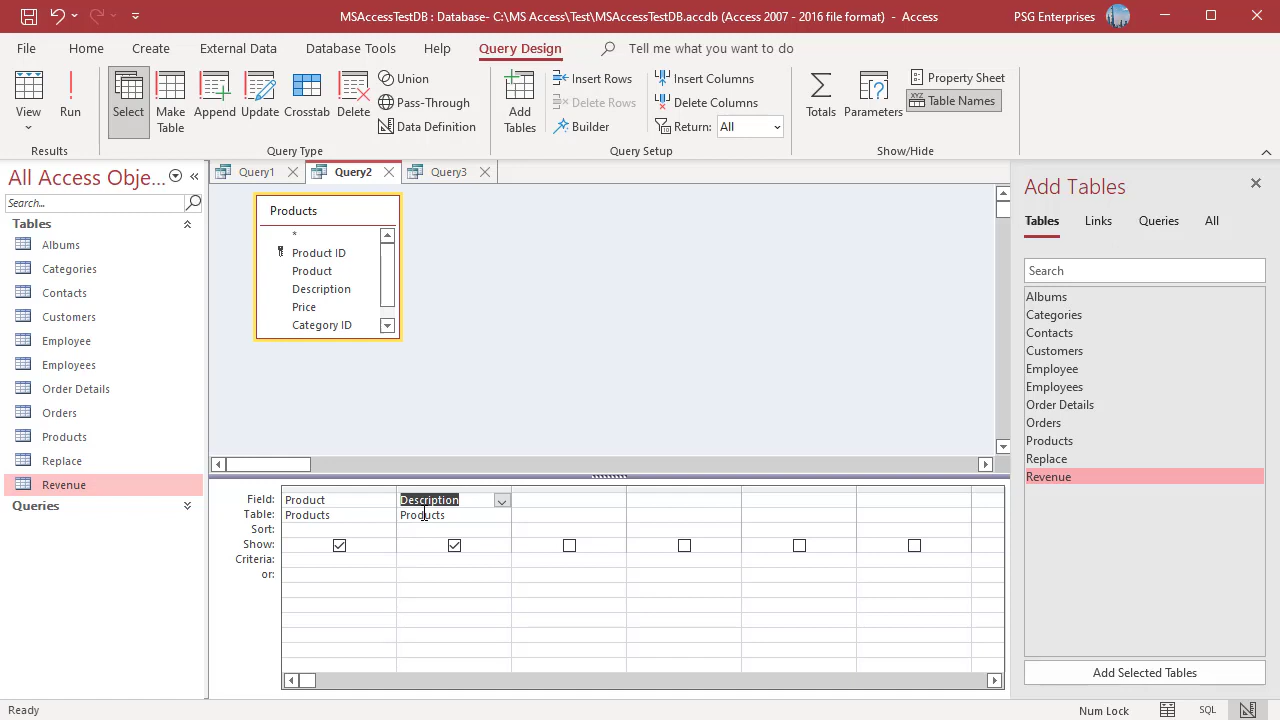 MSAccessTestDB : Database- C:\MS Access\Test\MSAccessTestDB.accdb (Access 2007 - 2016 file format) - Access
PSG Enterprises
File Home Create External Data Database Tools Help Query Design Tell me what you want to do
View
Run
Results
Select
Make Table
Append
Update
Crosstab
Delete
Union
Pass-Through
Data Definition
Query Type
Add Tables
Insert Rows
Delete Rows
Builder
Insert Columns
Delete Columns
Return: All
Query Setup
Totals
Parameters
Property Sheet
XYZ Table Names
Show/Hide
All Access Obje...
Search...
Tables
Albums
Categories
Contacts
Customers
Employee
Employees
Order Details
Orders
Products
Replace
Revenue
Queries
Query1 Query2 Query3
Products
*
Product ID
Product
Description
Price
Category ID
Field: Product Description
Table: Products Products
Sort:
Show:
Criteria:
or:
Add Tables
Tables Links Queries All
Search
Albums
Categories
Contacts
Customers
Employee
Employees
Order Details
Orders
Products
Replace
Revenue
Add Selected Tables
Ready
Num Lock
SQL